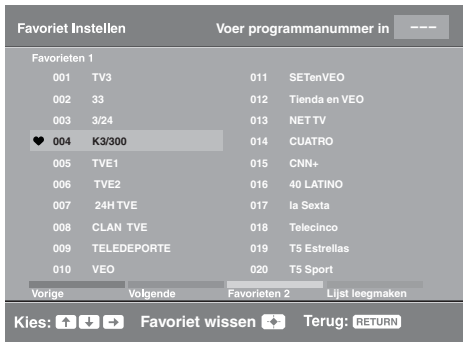 Favoriet Instellen Voer programmanummer in ---
Favorieten 1
001 TV3 011 SETenVEO
002 33 012 Tienda en VEO
003 3/24 013 NET TV
004 K3/300 014 CUATRO
005 TVE1 015 CNN+
006 TVE2 016 40 LATINO
007 24H TVE 017 la Sexta
008 CLAN TVE 018 Telecinco
009 TELEDEPORTE 019 T5 Estrellas
010 VEO 020 T5 Sport
Vorige Volgende Favorieten 2 Lijst leegmaken
Kies: Favoriet wissen Terug: RETURN